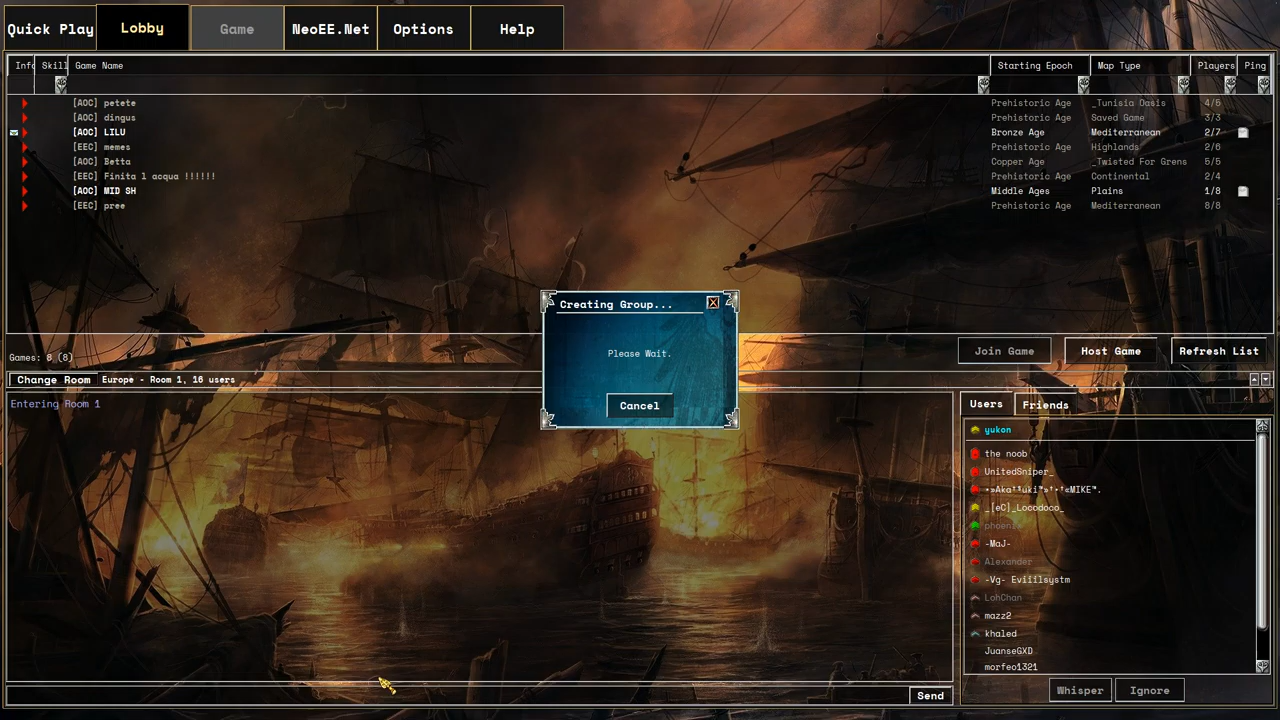 Quick Play Lobby Game NeoEE.Net Options Help
Info Skill Game Name Starting Epoch Map Type Players Ping
[AOC] petete Prehistoric Age _Tunisia Oasis 4/5
[AOC] dingus Prehistoric Age Saved Game 3/3
[AOC] LILU Bronze Age Mediterranean 2/7
[EEC] memes Prehistoric Age Highlands 2/6
[AOC] Betta Copper Age _Twisted For Grens 5/5
[EEC] Finita l acqua !!!!!! Prehistoric Age Continental 2/4
[AOC] MID SH Middle Ages Plains 1/8
[EEC] pree Prehistoric Age Mediterranean 8/8
Creating Group...
Please Wait.
Cancel
Games: 8 (8)
Join Game Host Game Refresh List
Change Room Europe - Room 1, 16 users
Entering Room 1
Users Friends
yukon
the noob
UnitedSniper_
_[eC]_Locodoco_
phoenix
-MaJ-
Alexander
-Vg- Eviiilsystm
LohChan
mazz2
khaled
JuanseGXD
morfeo1321
Send
Whisper Ignore